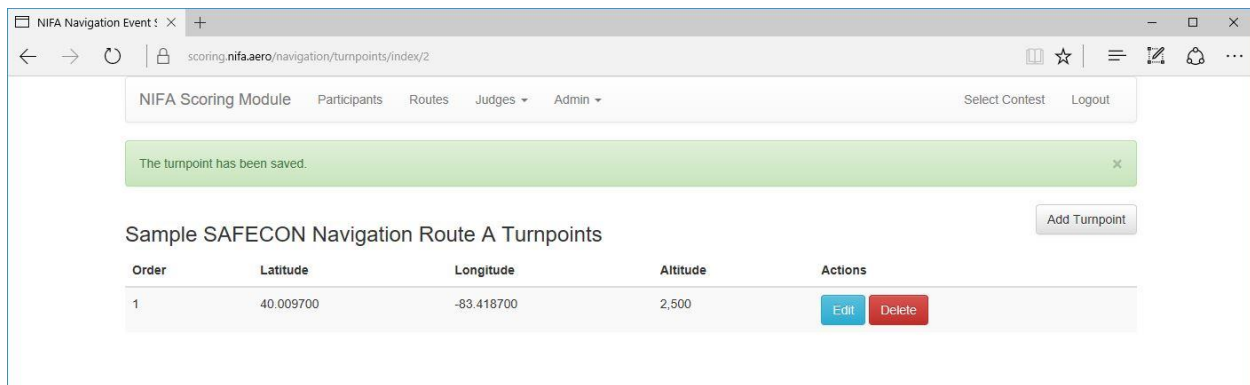 NIFA Navigation Event S
scoring.nifa.aero/navigation/turnpoints/index/2
NIFA Scoring Module Participants Routes Judges Admin Select Contest Logout
The turnpoint has been saved. ×
Add Turnpoint
Sample SAFECON Navigation Route A Turnpoints
Order Latitude Longitude Altitude Actions
1 40.009700 -83.418700 2,500 Edit Delete